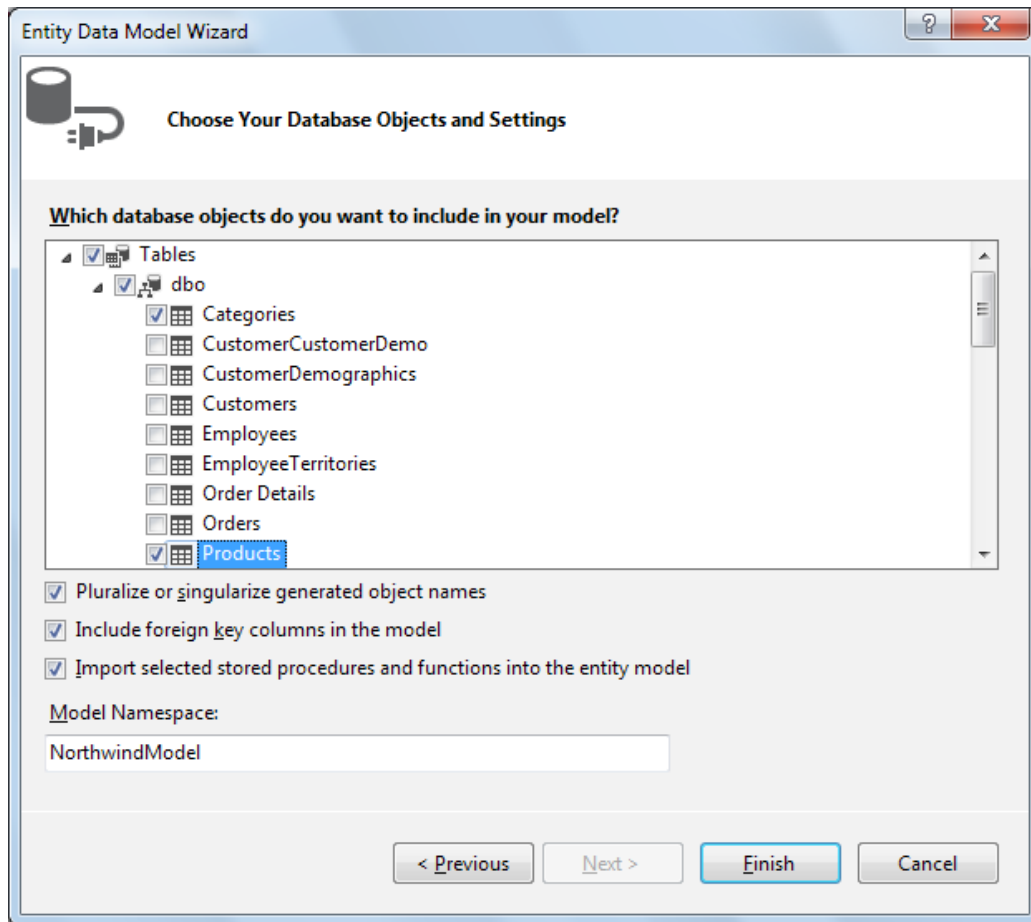 Entity Data Model Wizard
Choose Your Database Objects and Settings
Which database objects do you want to include in your model?
Tables
dbo
Categories
CustomerCustomerDemo
CustomerDemographics
Customers
Employees
EmployeeTerritories
Order Details
Orders
Products
Pluralize or singularize generated object names
Include foreign key columns in the model
Import selected stored procedures and functions into the entity model
Model Namespace:
NorthwindModel
< Previous Next > Finish Cancel